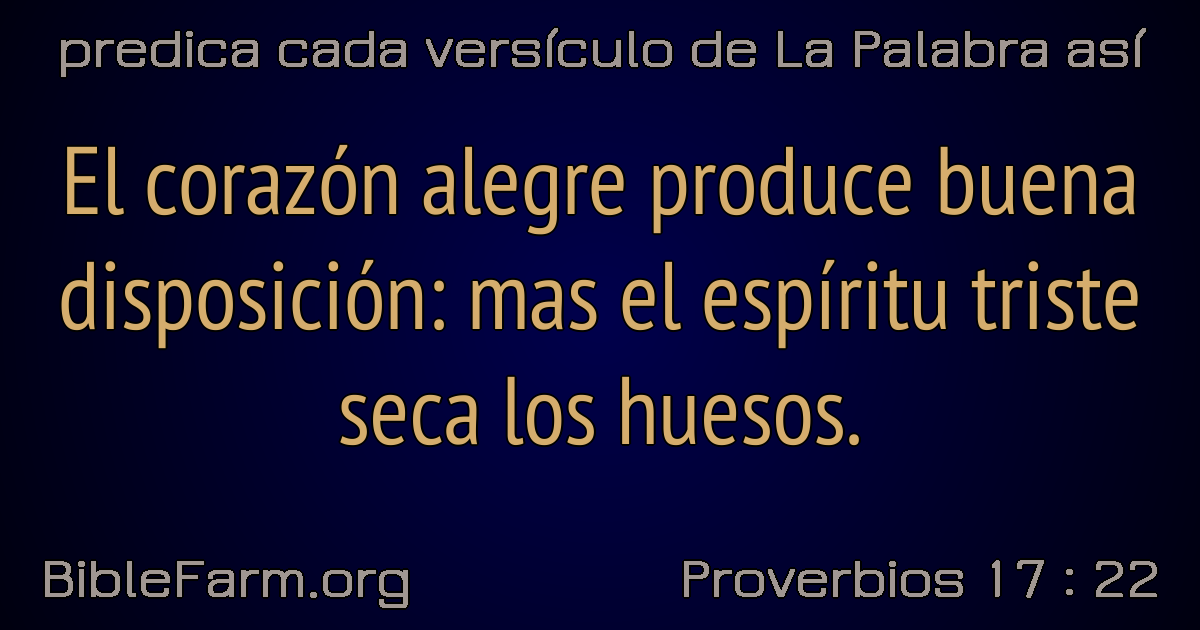 predica cada versículo de La Palabra así
El corazón alegre produce buena
disposición: mas el espíritu triste
seca los huesos.
BibleFarm.org
Proverbios 17 : 22